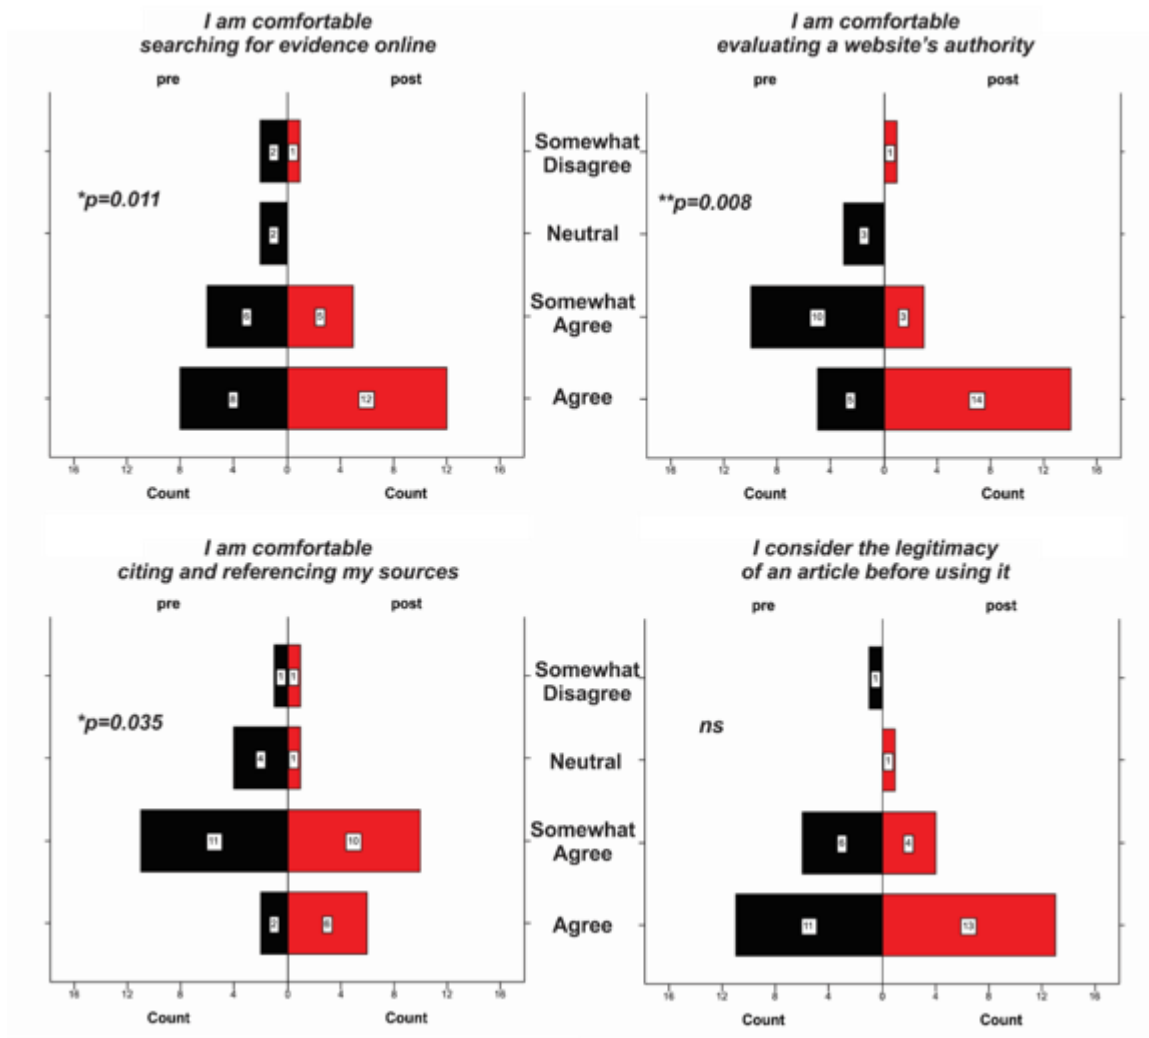 I am comfortable
searching for evidence online
pre post
Somewhat
Disagree
2 1
*p=0.011
Neutral
2
Somewhat
Agree
6 5
Agree
8 12
16 12 8 4 0 4 8 12 16
Count Count
I am comfortable
evaluating a website's authority
pre post
1
**p=0.008
3
10 3
5 14
16 12 8 4 0 4 8 12 16
Count Count
I am comfortable
citing and referencing my sources
pre post
Somewhat
Disagree
1 1
*p=0.035
Neutral
4 1
Somewhat
Agree
11 10
Agree
2 6
16 12 8 4 0 4 8 12 16
Count Count
I consider the legitimacy
of an article before using it
pre post
1
ns
1
6 4
11 13
16 12 8 4 0 4 8 12 16
Count Count